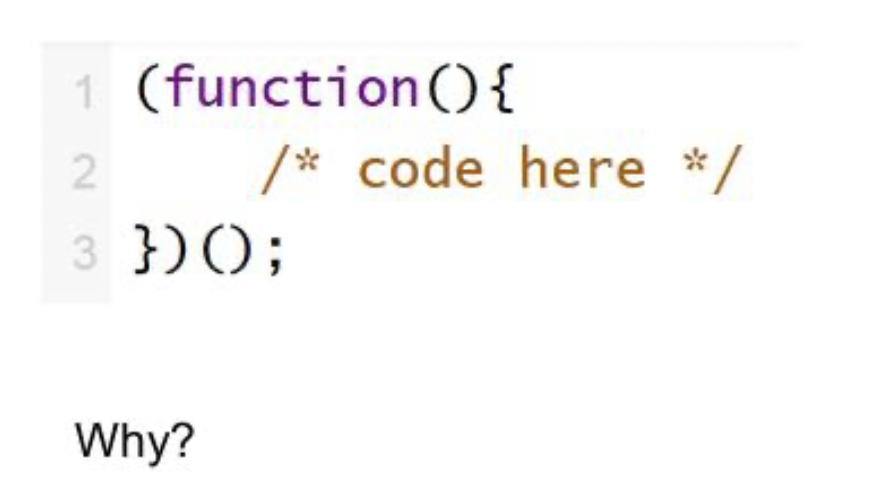 1 (function(){
2 /* code here */
3 })();
Why?